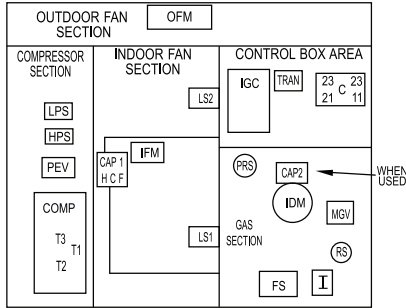 OUTDOOR FAN
SECTION
OFM
COMPRESSOR
SECTION
LPS
HPS
PEV
COMP
T3
T1
T2
INDOOR FAN
SECTION
LS2
IFM
CAP 1
H C F
LS1
CONTROL BOX AREA
IGC
TRAN
23 23
C
21 11
PRS
CAP2
WHEN
USED
IDM
MGV
GAS
SECTION
RS
FS
I